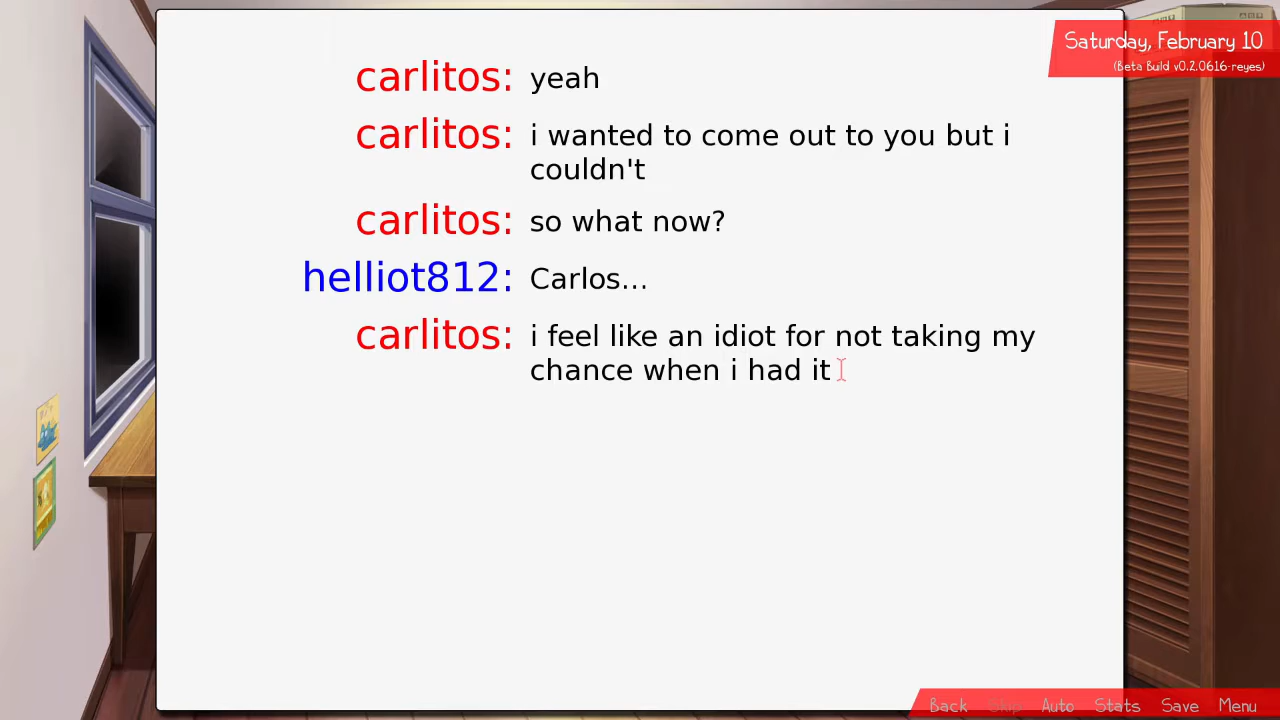 Saturday, February 10
(Beta Build v0.2.0616-reyes)
carlitos: yeah
carlitos: i wanted to come out to you but i
couldn't
carlitos: so what now?
helliot812: Carlos...
carlitos: i feel like an idiot for not taking my
chance when i had it
Back Skip Auto Stats Save Menu